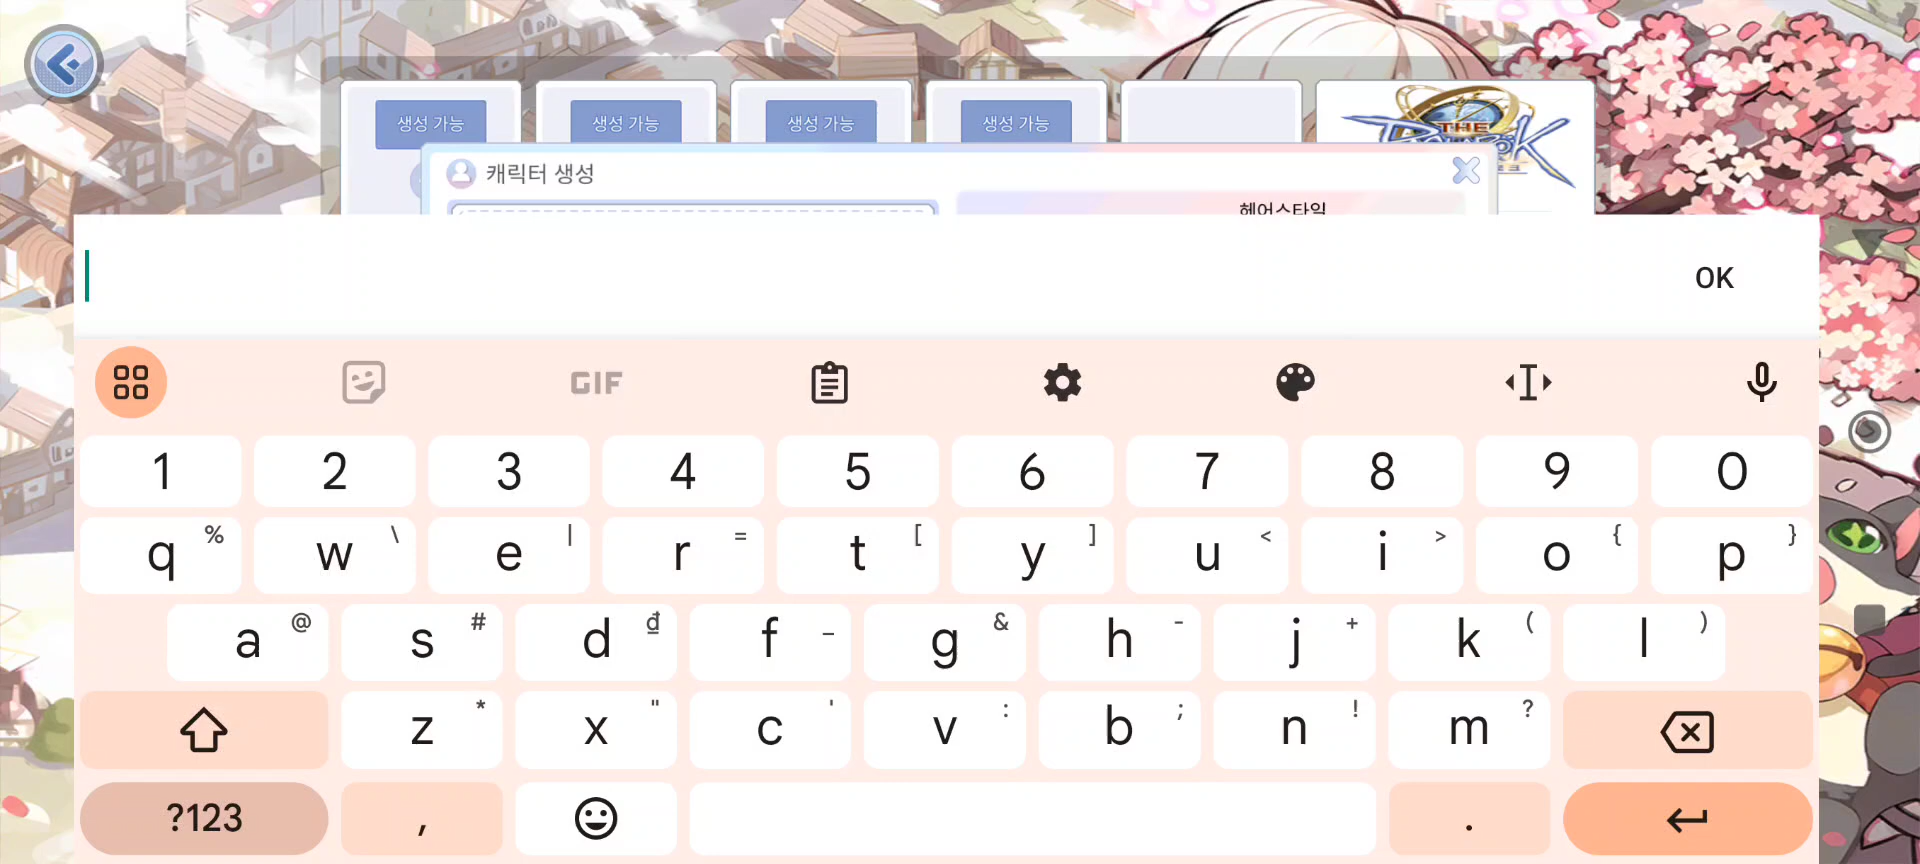 생성 가능 생성 가능 생성 가능 생성 가능
THE
캐릭터 생성
헤어스타일
OK
GIF
1 2 3 4 5 6 7 8 9 0
q % w \ e | r = t [ y ] u < i > o { p }
a @ s # d ₫ f _ g & h - j + k ( l )
z * x " c ' v : b ; n ! m ?
?123 , .